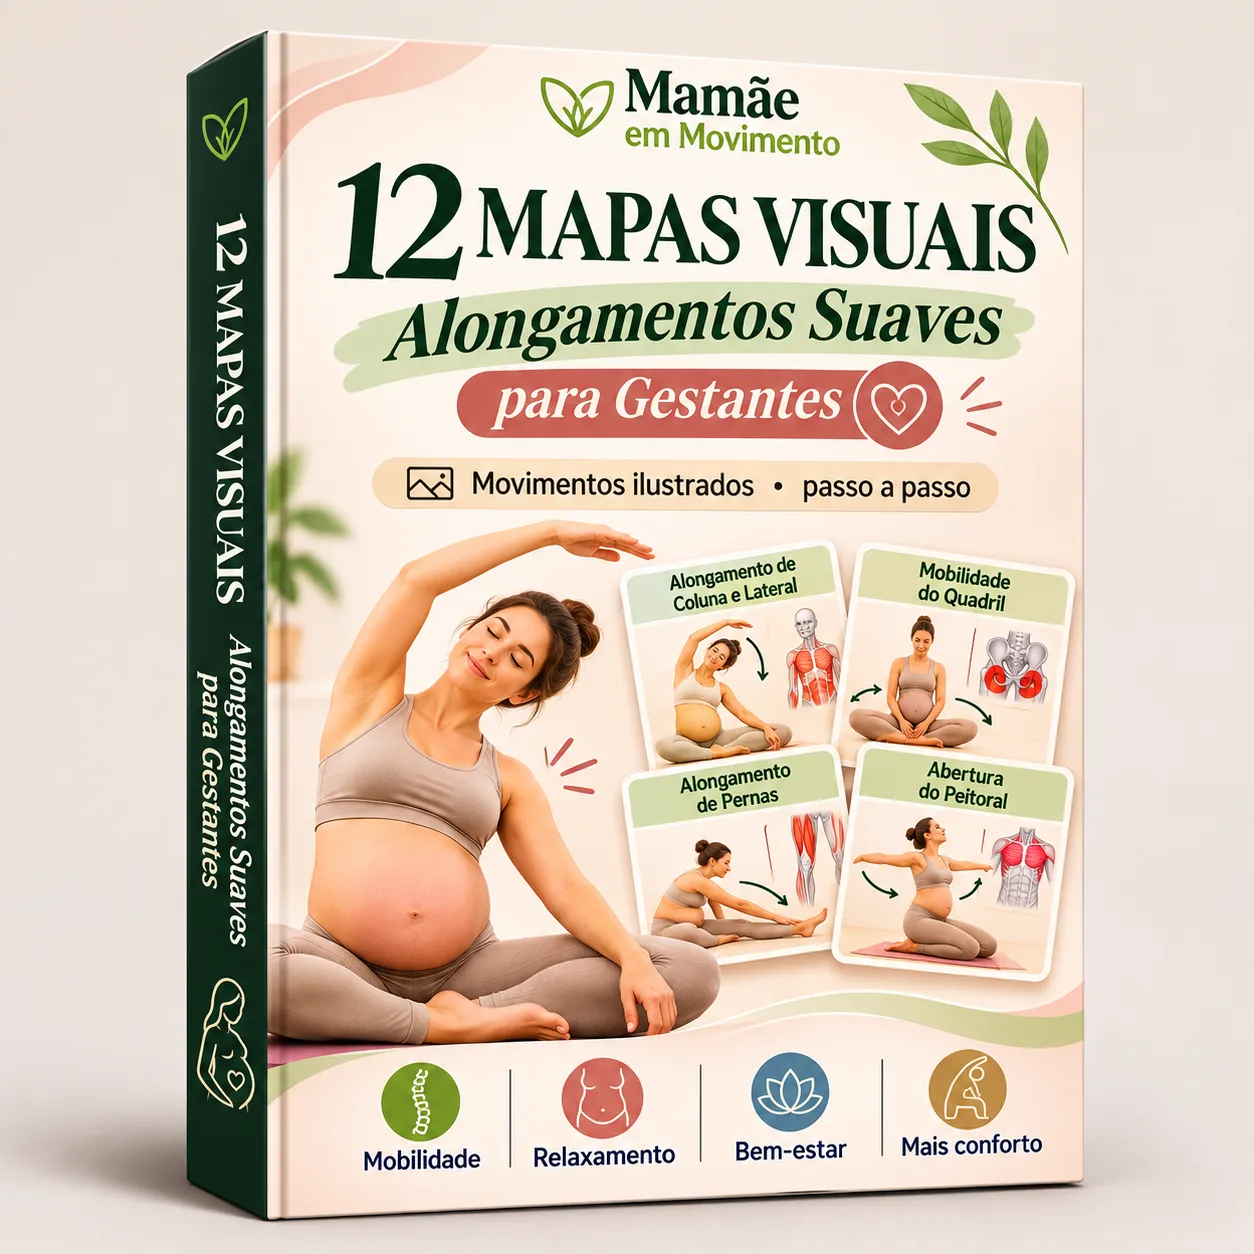 Mamãe
em Movimento
12 MAPAS VISUAIS
Alongamentos Suaves
para Gestantes
Movimentos ilustrados • passo a passo
Alongamento de
Coluna e Lateral
Mobilidade
do Quadril
Alongamento
de Pernas
Abertura
do Peitoral
Mobilidade
Relaxamento
Bem-estar
Mais conforto
12 MAPAS VISUAIS
Alongamentos Suaves
para Gestantes